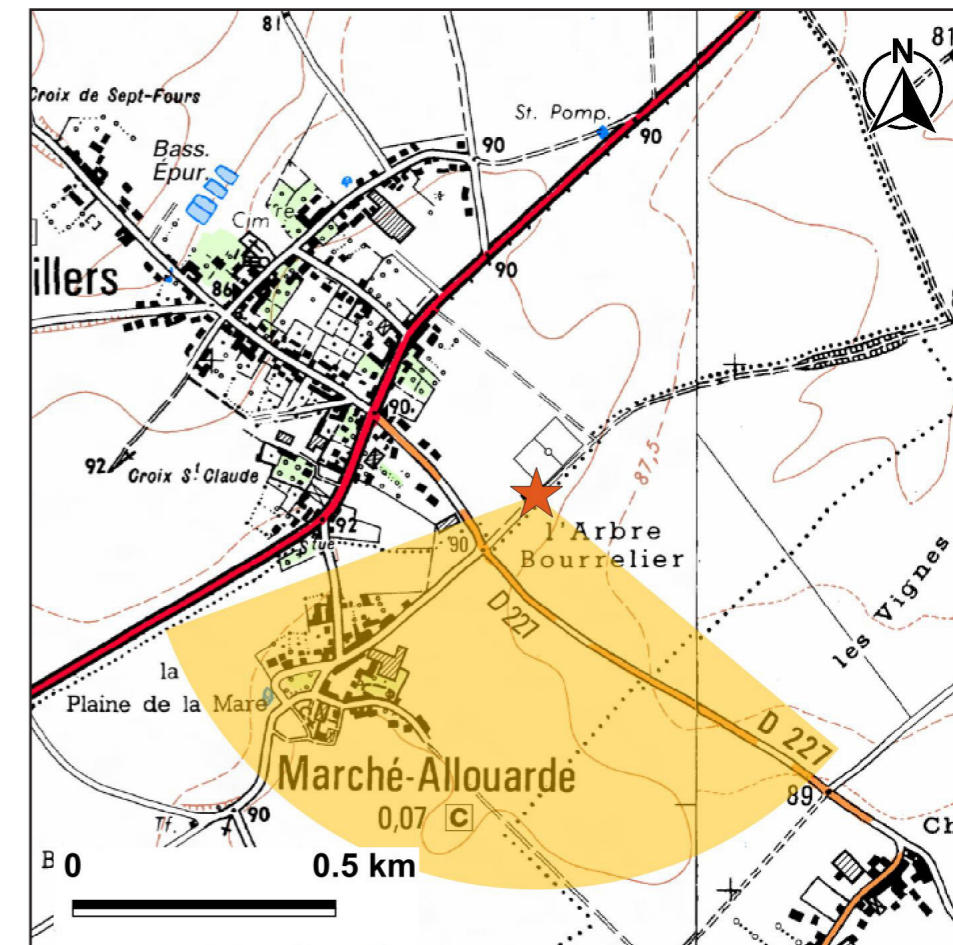 81
N
81
Croix de Sept-Fours
St. Pomp.
90
Bass.
Épur.
90
Cim re
90
illers
86
90
87,5
92
Croix St. Claude
92
Stue
90
l'Arbre
Bourrelier
D 227
les Vignes
la
Plaine de la Mare
D 227
Marché-Allouarde
89
0,07 C
90
Tf.
Ch
B
0 0.5 km